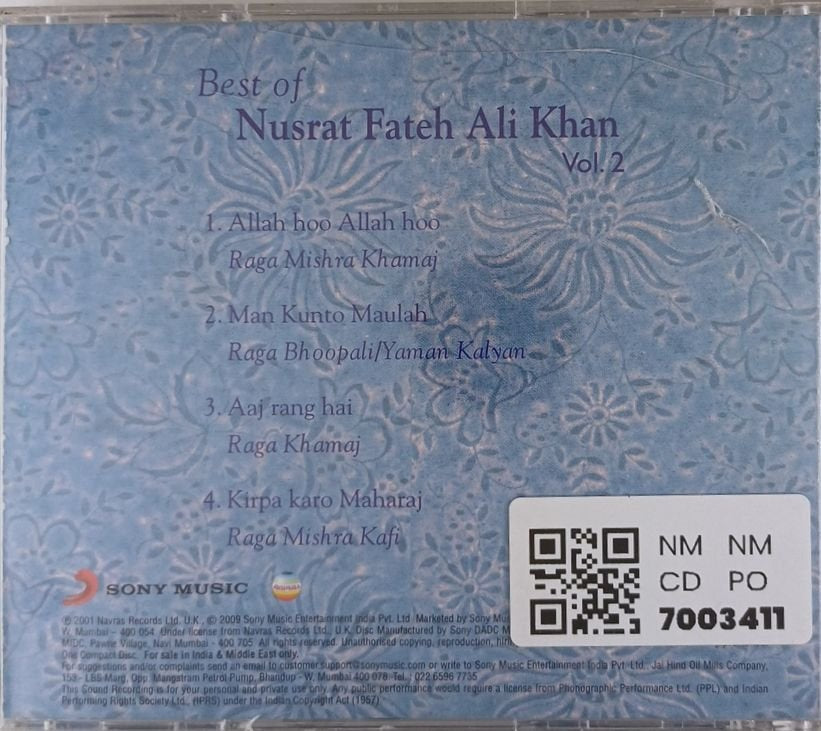 Best of
Nusrat Fateh Ali Khan
Vol. 2
1. Allah hoo Allah hoo
Raga Mishra Khamaj
2. Man Kunto Maulah
Raga Bhoopali/Yaman Kalyan
3. Aaj rang hai
Raga Khamaj
4. Kirpa karo Maharaj
Raga Mishra Kafi
NM NM
CD PO
7003411
SONY MUSIC
℗ 2001 Navras Records Ltd. U.K., © 2009 Sony Music Entertainment India Pvt. Ltd. Marketed by Sony Mu
W. Mumbai – 400 054. Under license from Navras Records Ltd., U.K. Disc Manufactured by Sony DADC M
MIDC, Pawne Village, Navi Mumbai - 400 705. All rights reserved. Unauthorised copying, reproduction, hiri
One Compact Disc. For sale in India & Middle East only.
For suggestions and/or complaints send an email to customer.support@sonymusic.com or write to Sony Music Entertainment India Pvt. Ltd., Jai Hind Oil Mills Company,
153 - LBS Marg, Opp. Mangatram Petrol Pump, Bhandup - W. Mumbai 400 078. Tel.: 022 6596 7735
This Sound Recording is for your personal and private use only. Any public performance would require a license from Phonographic Performance Ltd. (PPL) and Indian
Performing Rights Society Ltd., (IPRS) under the Indian Copyright Act (1957)